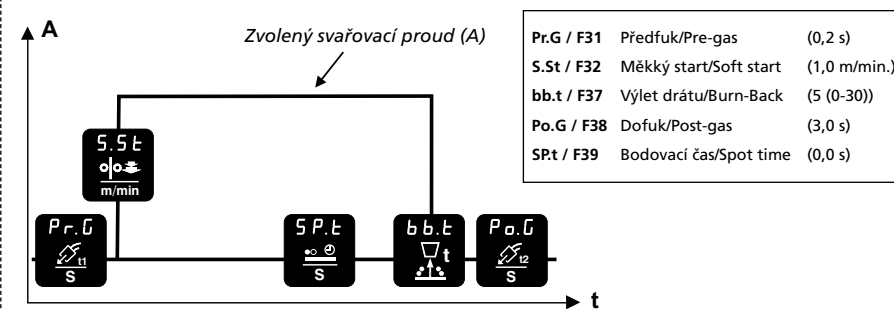 A
Zvolený svařovací proud (A)
Pr.G / F31 Předfuk/Pre-gas (0,2 s)
S.St / F32 Měkký start/Soft start (1,0 m/min.)
bb.t / F37 Výlet drátu/Burn-Back (5 (0-30))
Po.G / F38 Dofuk/Post-gas (3,0 s)
SP.t / F39 Bodovací čas/Spot time (0,0 s)
S.St
m/min
Pr.G
t1
S
SP.t
S
bb.t
t
Po.G
t2
S
t